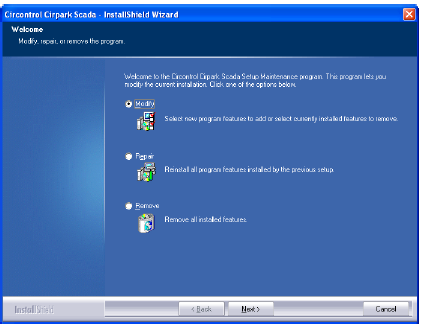 Circontrol Cirpark Scada - InstallShield Wizard
Welcome
Modify, repair, or remove the program.
Welcome to the Circontrol Cirpark Scada Setup Maintenance program. This program lets you
modify the current installation. Click one of the options below.
Modify
Select new program features to add or select currently installed features to remove.
Repair
Reinstall all program features installed by the previous setup.
Remove
Remove all installed features.
InstallShield
< Back
Next >
Cancel